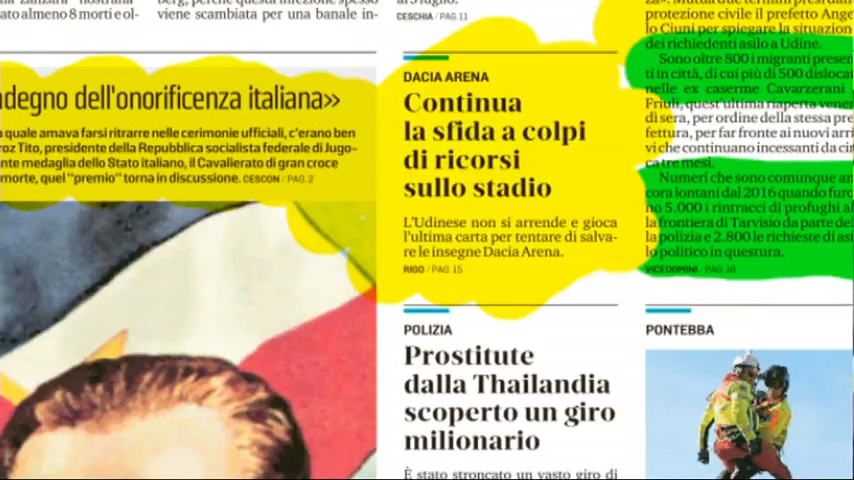 ato almeno 8 morti e ol-
viene scambiata per una banale in-
CESCHIA / PAG. 11
degno dell'onorificenza italiana»
a quale amava farsi ritrarre nelle cerimonie ufficiali, c'erano ben
roz Tito, presidente della Repubblica socialista federale di Jugo-
nte medaglia dello Stato italiano, il Cavalierato di gran croce
morte, quel "premio" torna in discussione. CESCON / PAG. 2
DACIA ARENA
Continua
la sfida a colpi
di ricorsi
sullo stadio
L'Udinese non si arrende e gioca
l'ultima carta per tentare di salva-
re le insegne Dacia Arena.
RIGO / PAG. 15
POLIZIA
Prostitute
dalla Thailandia
scoperto un giro
milionario
È stato stroncato un vasto giro di
protezione civile il prefetto Ange
lo Ciuni per spiegare la situazion
dei richiedenti asilo a Udine.
Sono oltre 800 i migranti presen
ti in città, di cui più di 500 dislocat
nelle ex caserme Cavarzerani
Friuli, quest'ultima riaperta vener
dì sera, per ordine della stessa pre
fettura, per far fronte ai nuovi arri
vi che continuano incessanti da cir
ca tre mesi.
Numeri che sono comunque an
cora lontani dal 2016 quando furo
no 5.000 i rintracci di profughi al
la frontiera di Tarvisio da parte del
la polizia e 2.800 le richieste di asi
lo politico in questura.
VICEDOMINI / PAG. 16
PONTEBBA